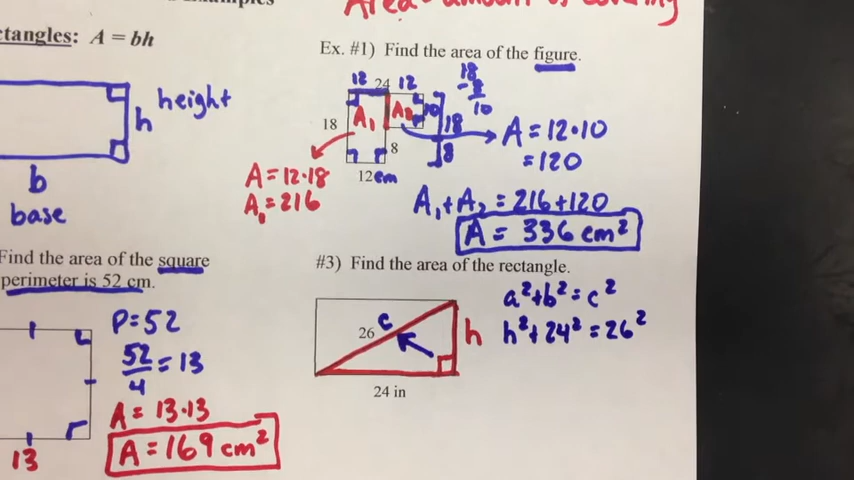 Area = amount of covering
ctangles: A = bh
height
h
b
base
Ex. #1) Find the area of the figure.
12 24 12
18
A₁ A₂ 10
18
8
8
12 cm
18
- 8
10
A = 12·10
= 120
A = 12·18
A₁ = 216
A₁ + A₂ = 216 + 120
A = 336 cm²
Find the area of the square
perimeter is 52 cm.
P = 52
52/4 = 13
A = 13·13
A = 169 cm²
13
#3) Find the area of the rectangle.
26 c
h
24 in
a² + b² = c²
h² + 24² = 26²